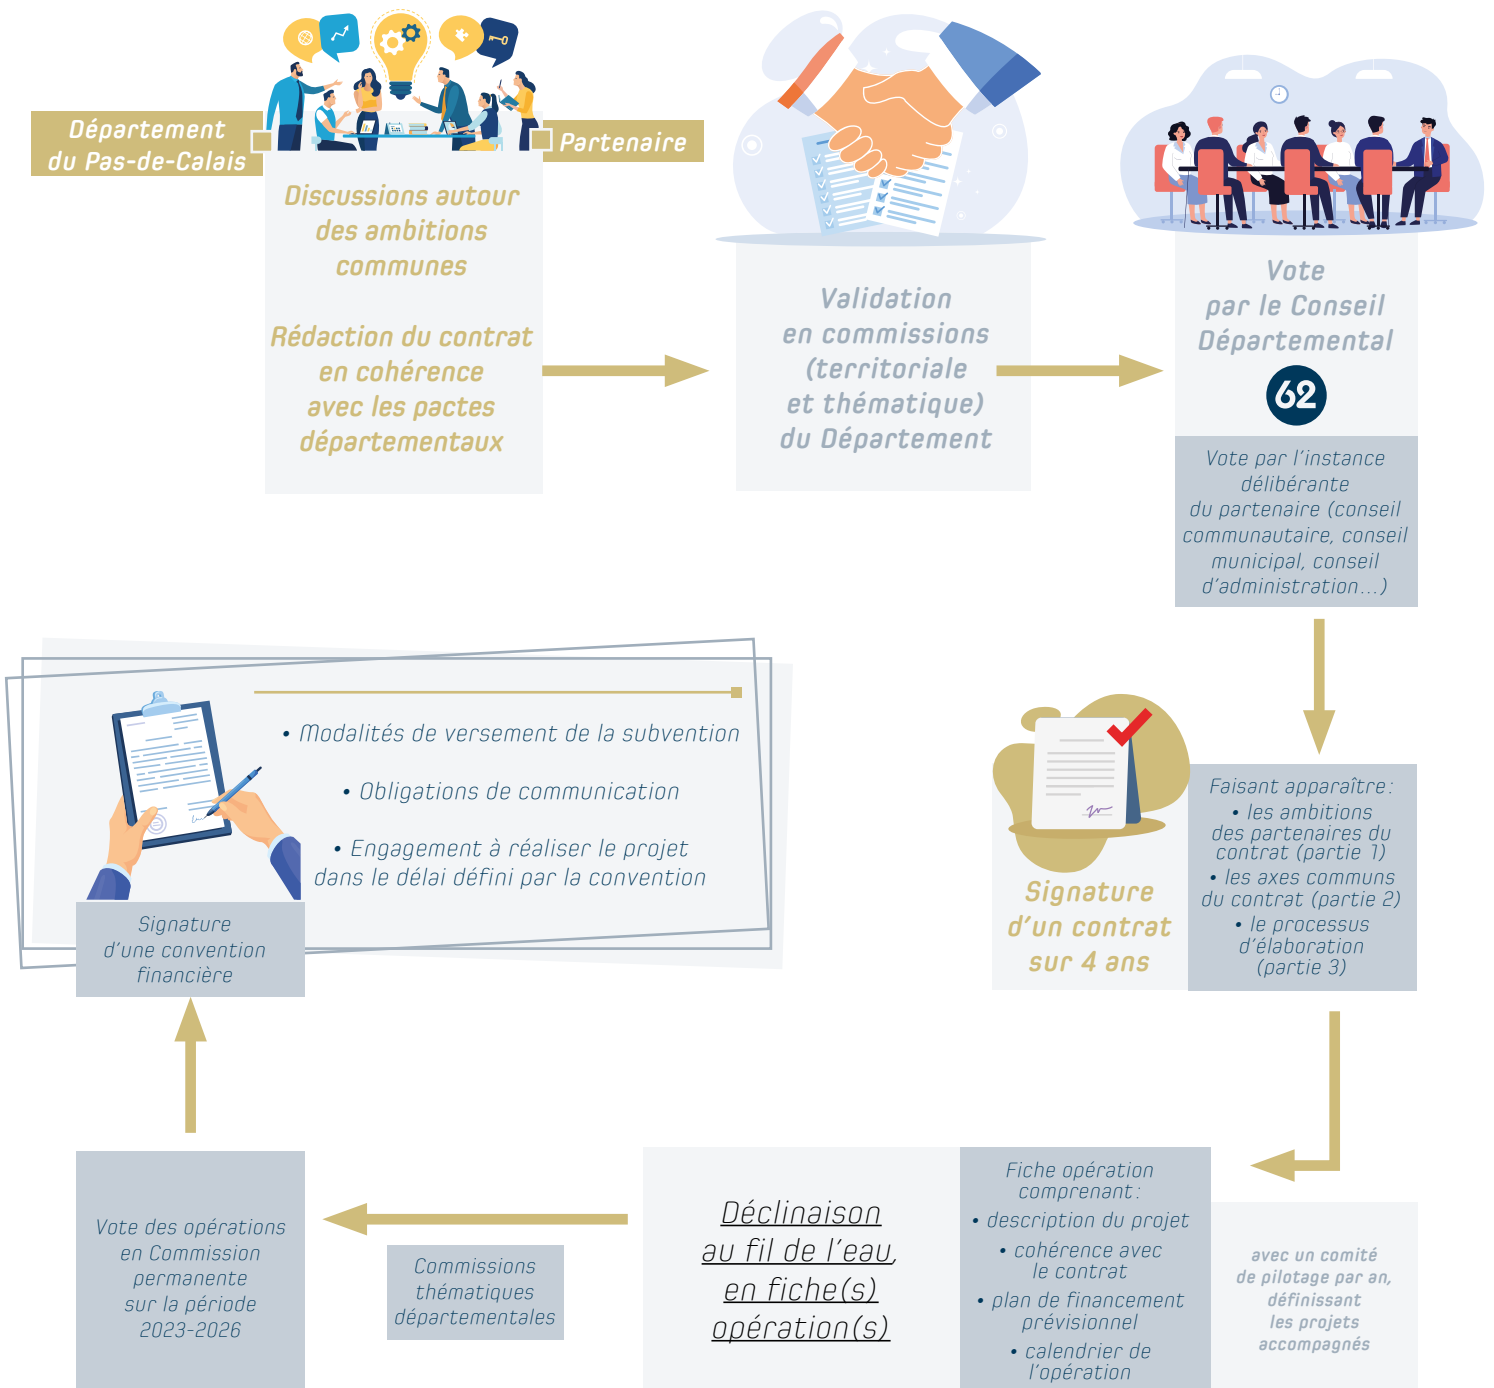 Département
du Pas-de-Calais
Partenaire
Discussions autour
des ambitions
communes
Rédaction du contrat
en cohérence
avec les pactes
départementaux
Validation
en commissions
(territoriale
et thématique)
du Département
Vote
par le Conseil
Départemental
62
Vote par l'instance
délibérante
du partenaire (conseil
communautaire, conseil
municipal, conseil
d'administration...)
Signature
d'un contrat
sur 4 ans
Faisant apparaître :
• les ambitions
des partenaires du
contrat (partie 1)
• les axes communs
du contrat (partie 2)
• le processus
d'élaboration
(partie 3)
avec un comité
de pilotage par an,
définissant
les projets
accompagnés
Déclinaison
au fil de l'eau,
en fiche(s)
opération(s)
Fiche opération
comprenant :
• description du projet
• cohérence avec
le contrat
• plan de financement
prévisionnel
• calendrier de
l'opération
Commissions
thématiques
départementales
Vote des opérations
en Commission
permanente
sur la période
2023-2026
Signature
d'une convention
financière
• Modalités de versement de la subvention
• Obligations de communication
• Engagement à réaliser le projet
dans le délai défini par la convention